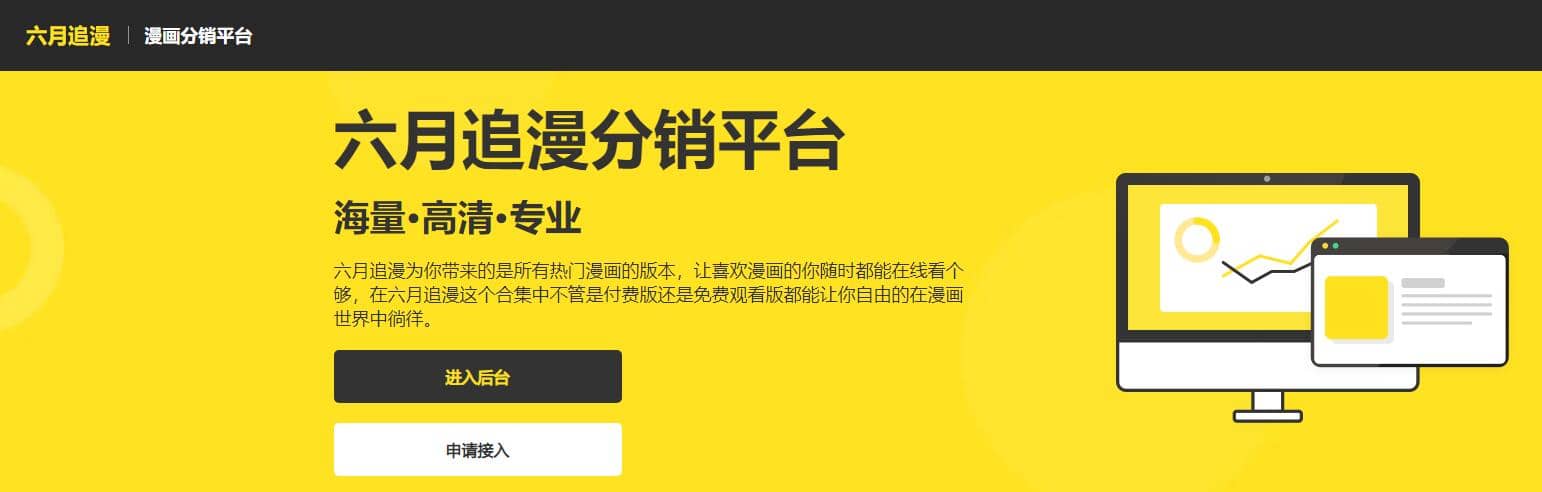 六月追漫 | 漫画分销平台
六月追漫分销平台
海量·高清·专业
六月追漫为你带来的是所有热门漫画的版本，让喜欢漫画的你随时都能在线看个
够，在六月追漫这个合集中不管是付费版还是免费观看版都能让你自由的在漫画
世界中徜徉。
进入后台
申请接入